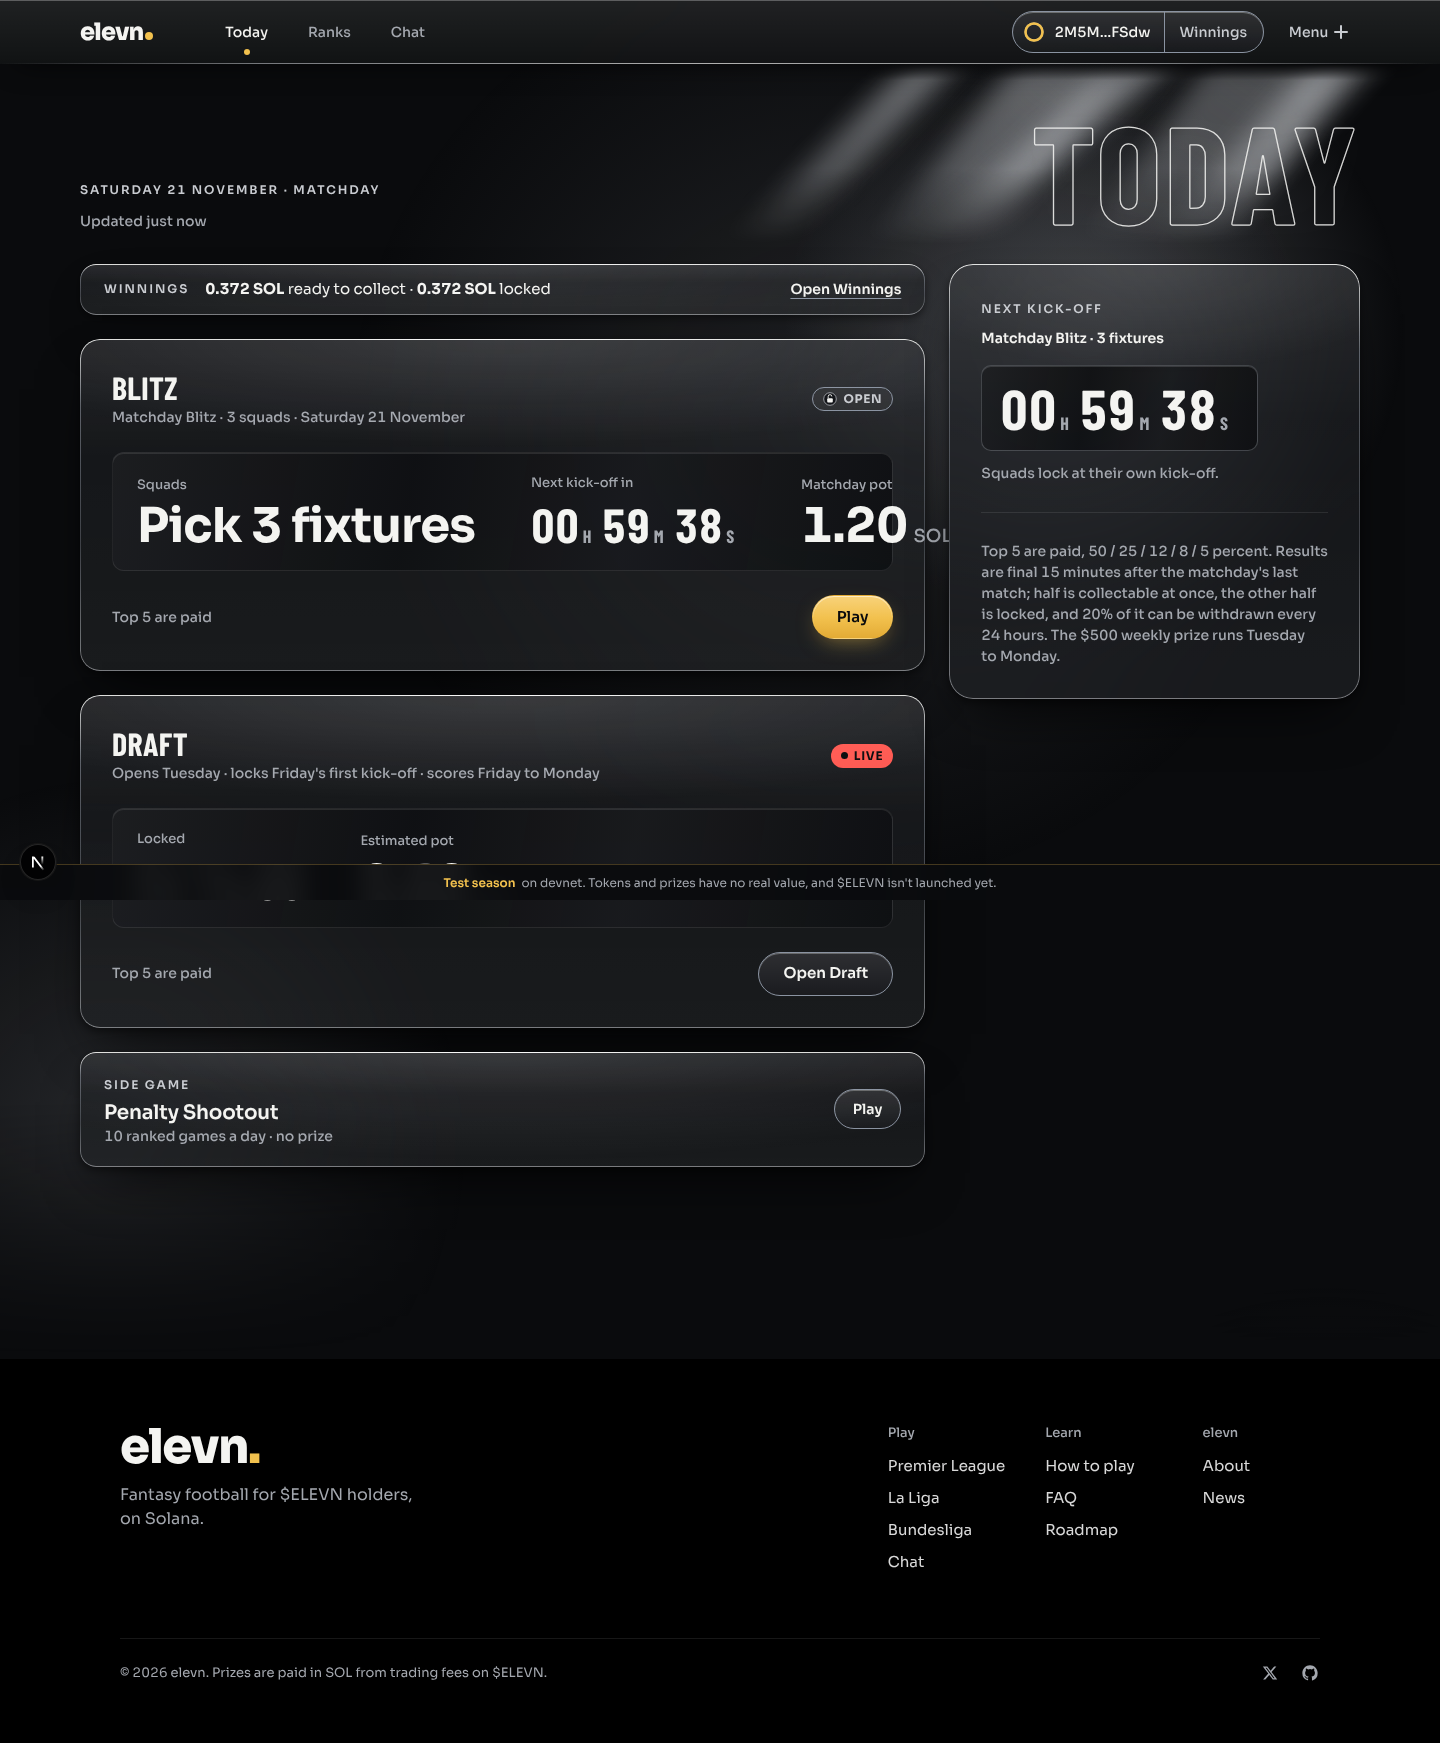 elevn.
Today
Ranks
Chat
2M5M...FSdw
Winnings
Menu
TODAY
SATURDAY 21 NOVEMBER · MATCHDAY
Updated just now
WINNINGS 0.372 SOL ready to collect · 0.372 SOL locked
Open Winnings
BLITZ
Matchday Blitz · 3 squads · Saturday 21 November
OPEN
Squads
Pick 3 fixtures
Next kick-off in
00 H 59 M 38 S
Matchday pot
1.20 SOL
Top 5 are paid
Play
NEXT KICK-OFF
Matchday Blitz · 3 fixtures
00 H 59 M 38 S
Squads lock at their own kick-off.
Top 5 are paid, 50 / 25 / 12 / 8 / 5 percent. Results
are final 15 minutes after the matchday's last
match; half is collectable at once, the other half
is locked, and 20% of it can be withdrawn every
24 hours. The $500 weekly prize runs Tuesday
to Monday.
DRAFT
Opens Tuesday · locks Friday's first kick-off · scores Friday to Monday
LIVE
Locked
Estimated pot
N
Test season on devnet. Tokens and prizes have no real value, and $ELEVN isn't launched yet.
Top 5 are paid
Open Draft
SIDE GAME
Penalty Shootout
10 ranked games a day · no prize
Play
elevn.
Fantasy football for $ELEVN holders,
on Solana.
Play
Premier League
La Liga
Bundesliga
Chat
Learn
How to play
FAQ
Roadmap
elevn
About
News
© 2026 elevn. Prizes are paid in SOL from trading fees on $ELEVN.